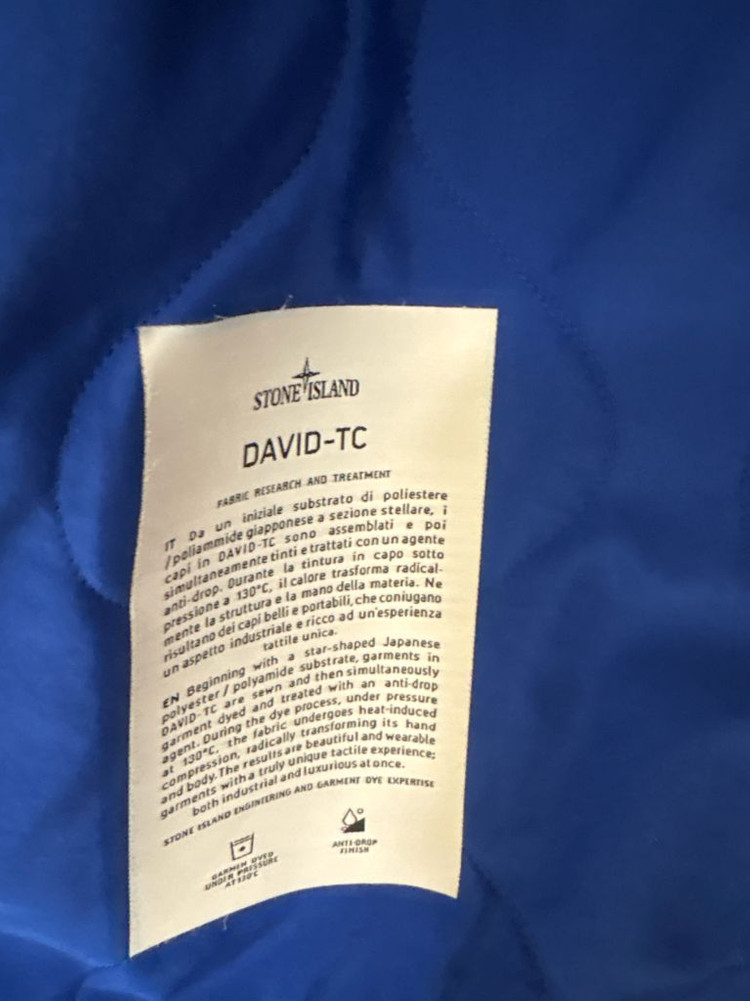 STONE ISLAND
DAVID-TC
FABRIC RESEARCH AND TREATMENT
IT Da un iniziale substrato di poliestere
/poliammide giapponese a sezione stellare, i
capi in DAVID-TC sono assemblati e poi
simultaneamente tinti e trattati con un agente
anti-drop. Durante la tintura in capo sotto
pressione a 130°C, il calore trasforma radical-
mente la struttura e la mano della materia. Ne
risultano dei capi belli e portabili, che coniugano
un aspetto industriale e ricco ad un'esperienza
tattile unica.
EN Beginning with a star-shaped Japanese
polyester / polyamide substrate, garments in
DAVID-TC are sewn and then simultaneously
garment dyed and treated with an anti-drop
agent. During the dye process, under pressure
at 130°C, the fabric undergoes heat-induced
compression, radically transforming its hand
and body. The results are beautiful and wearable
garments with a truly unique tactile experience;
both industrial and luxurious at once.
STONE ISLAND ENGINEERING AND GARMENT DYE EXPERTISE
GARMEN DYED
UNDER PRESSURE
AT 130°C
ANTI-DROP
FINISH